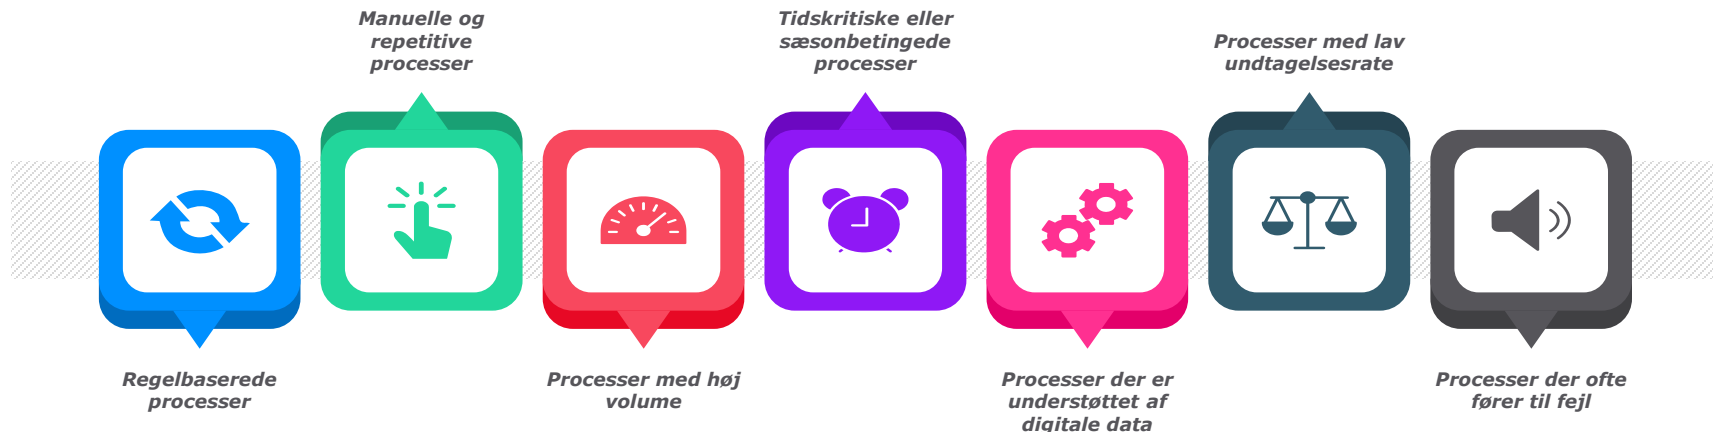 Manuelle og
repetitive
processer
Tidskritiske eller
sæsonbetingede
processer
Processer med lav
undtagelsesrate
Regelbaserede
processer
Processer med høj
volume
Processer der er
understøttet af
digitale data
Processer der ofte
fører til fejl